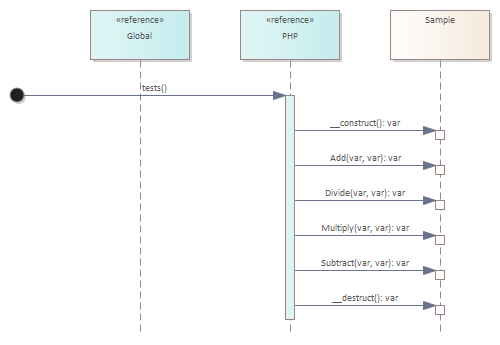 «reference»
Global
«reference»
PHP
Sample
tests()
__construct(): var
Add(var, var): var
Divide(var, var): var
Multiply(var, var): var
Subtract(var, var): var
__destruct(): var